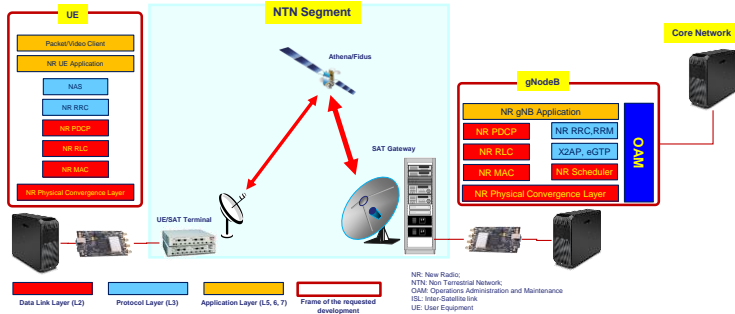 UE
Packet/Video Client
NR UE Application
NAS
NR RRC
NR PDCP
NR RLC
NR MAC
NR Physical Convergence Layer
NTN Segment
Athena/Fidus
SAT Gateway
UE/SAT Terminal
gNodeB
NR gNB Application
NR PDCP
NR RRC,RRM
NR RLC
X2AP, eGTP
NR MAC
NR Scheduler
NR Physical Convergence Layer
OAM
Core Network
Data Link Layer (L2)
Protocol Layer (L3)
Application Layer (L5, 6, 7)
Frame of the requested
development
NR: New Radio;
NTN: Non Terrestrial Network;
OAM: Operations Administration and Maintenance
ISL: Inter-Satellite link
UE: User Equipment